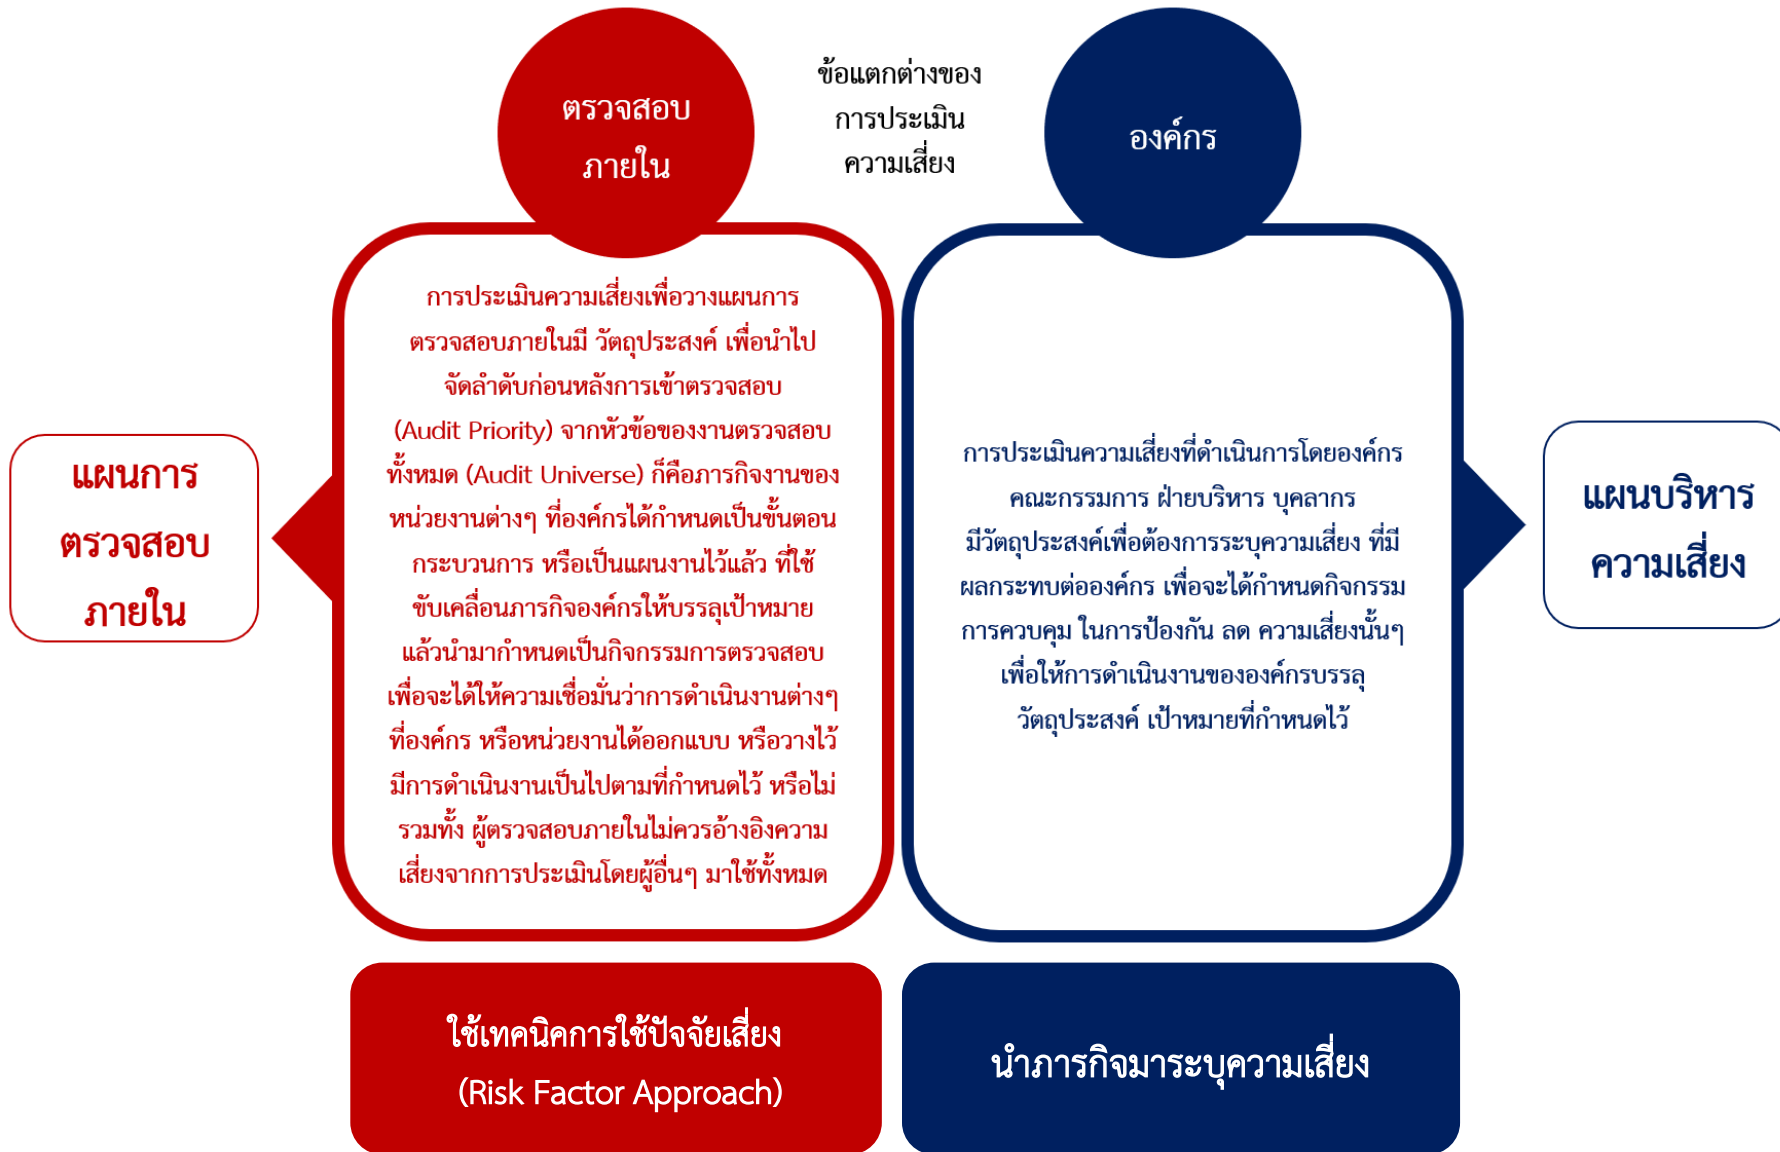 ตรวจสอบ
ภายใน
ข้อแตกต่างของ
การประเมิน
ความเสี่ยง
องค์กร
การประเมินความเสี่ยงเพื่อวางแผนการ
ตรวจสอบภายในมี วัตถุประสงค์ เพื่อนำไป
จัดลำดับก่อนหลังการเข้าตรวจสอบ
(Audit Priority) จากหัวข้อของงานตรวจสอบ
ทั้งหมด (Audit Universe) ก็คือภารกิจงานของ
หน่วยงานต่างๆ ที่องค์กรได้กำหนดเป็นขั้นตอน
กระบวนการ หรือเป็นแผนงานไว้แล้ว ที่ใช้
ขับเคลื่อนภารกิจองค์กรให้บรรลุเป้าหมาย
แล้วนำมากำหนดเป็นกิจกรรมการตรวจสอบ
เพื่อจะได้ให้ความเชื่อมั่นว่าการดำเนินงานต่างๆ
ที่องค์กร หรือหน่วยงานได้ออกแบบ หรือวางไว้
มีการดำเนินงานเป็นไปตามที่กำหนดไว้ หรือไม่
รวมทั้ง ผู้ตรวจสอบภายในไม่ควรอ้างอิงความ
เสี่ยงจากการประเมินโดยผู้อื่นๆ มาใช้ทั้งหมด
แผนการ
ตรวจสอบ
ภายใน
การประเมินความเสี่ยงที่ดำเนินการโดยองค์กร
คณะกรรมการ ฝ่ายบริหาร บุคลากร
มีวัตถุประสงค์เพื่อต้องการระบุความเสี่ยง ที่มี
ผลกระทบต่อองค์กร เพื่อจะได้กำหนดกิจกรรม
การควบคุม ในการป้องกัน ลด ความเสี่ยงนั้นๆ
เพื่อให้การดำเนินงานขององค์กรบรรลุ
วัตถุประสงค์ เป้าหมายที่กำหนดไว้
แผนบริหาร
ความเสี่ยง
ใช้เทคนิคการใช้ปัจจัยเสี่ยง
(Risk Factor Approach)
นำภารกิจมาระบุความเสี่ยง